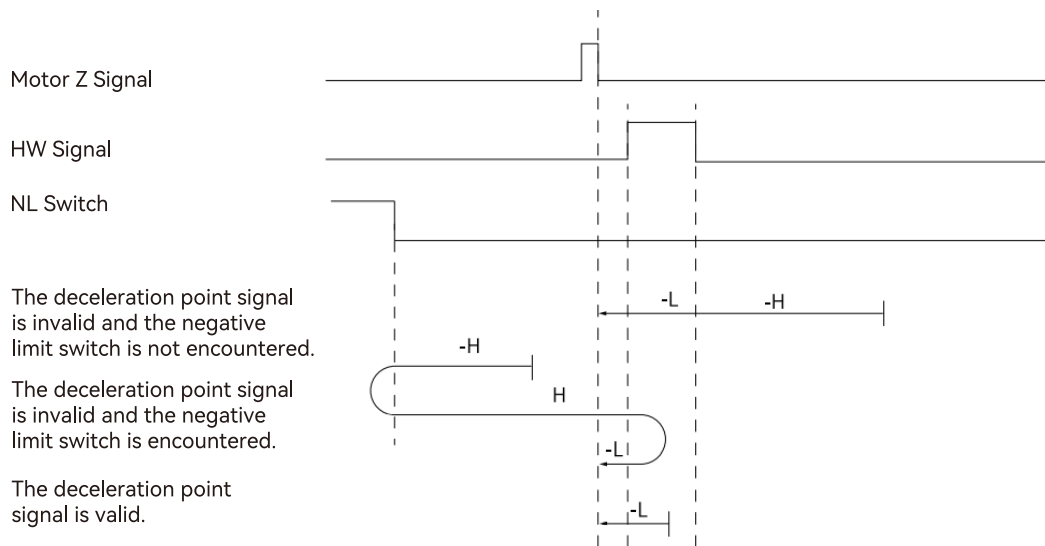 Motor Z Signal
HW Signal
NL Switch
The deceleration point signal
is invalid and the negative
limit switch is not encountered.
-L
-H
The deceleration point signal
is invalid and the negative
limit switch is encountered.
-H
H
-L
The deceleration point
signal is valid.
-L